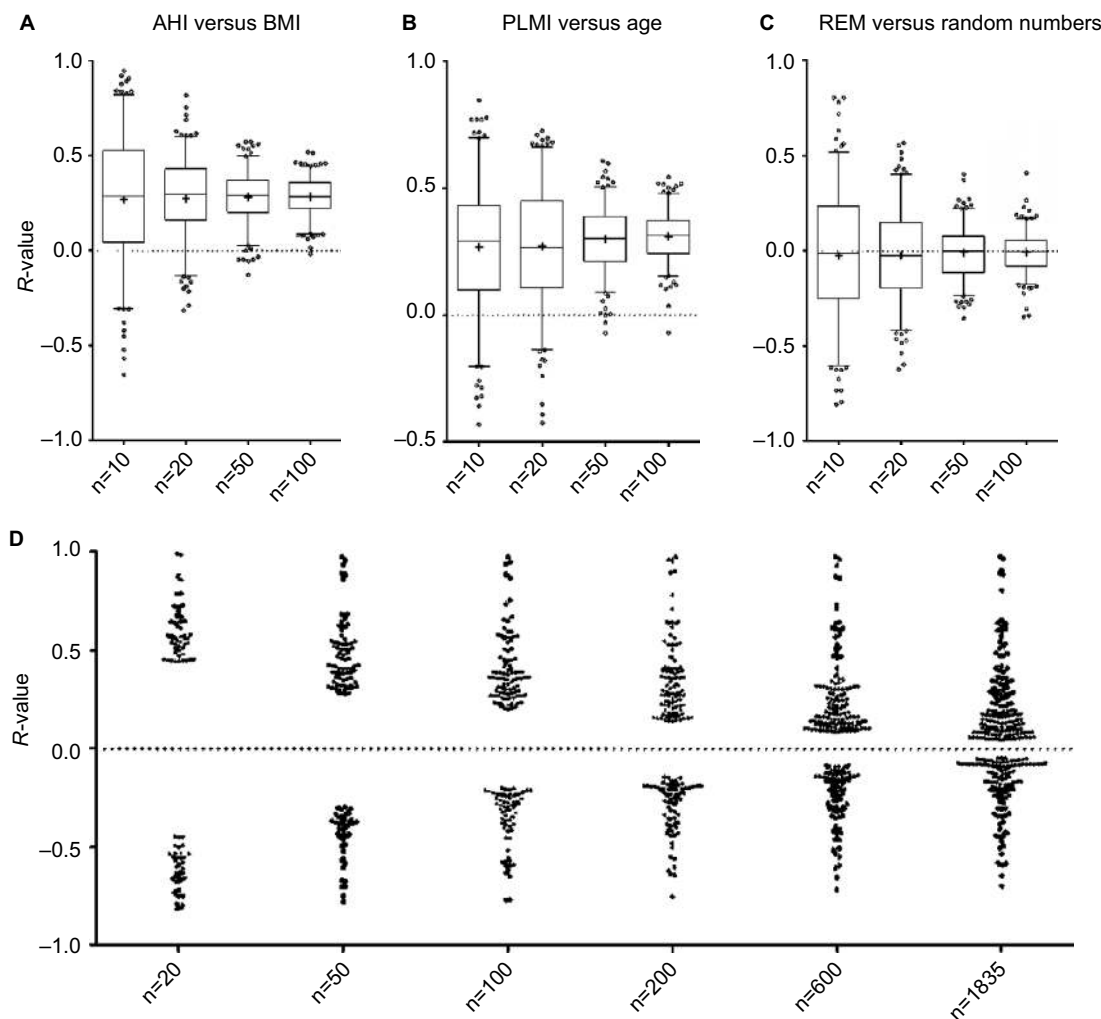 A AHI versus BMI
1.0
0.5
0.0
–0.5
–1.0
R-value
n=10 n=20 n=50 n=100
B PLMI versus age
1.0
0.5
0.0
–0.5
n=10 n=20 n=50 n=100
C REM versus random numbers
1.0
0.5
0.0
–0.5
–1.0
n=10 n=20 n=50 n=100
D
1.0
0.5
0.0
–0.5
–1.0
R-value
n=20 n=50 n=100 n=200 n=600 n=1835